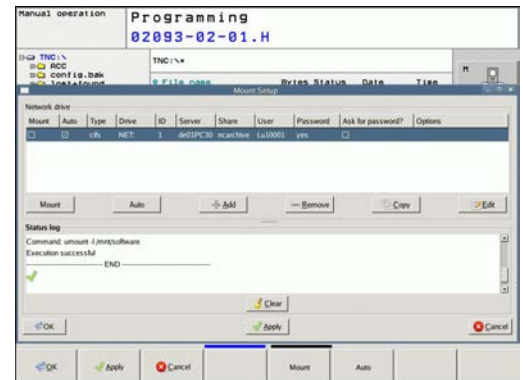 Manual operation
Programming
02093-02-01.H
TNC:\
TNC:\*
ACC
config.bak
lost+found
File name Bytes Status Date Time
M
Mount Setup
Network drive
Mount Auto Type Drive ID Server Share User Password Ask for password? Options
cifs NET: 1 de01PC30 ncarchive Lu10001 yes
Mount Auto Add Remove Copy Edit
Status log
Command: umount -l /mnt/software
Execution successful
END
Clear
OK Apply Cancel
OK Apply Cancel Mount Auto